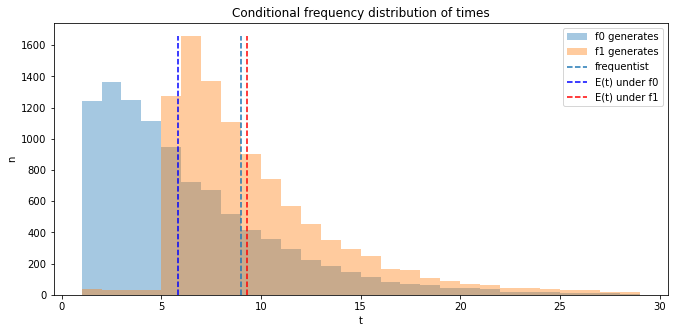 Conditional frequency distribution of times
f0 generates
f1 generates
frequentist
E(t) under f0
E(t) under f1
n
1600
1400
1200
1000
800
600
400
200
0
0 5 10 15 20 25 30
t